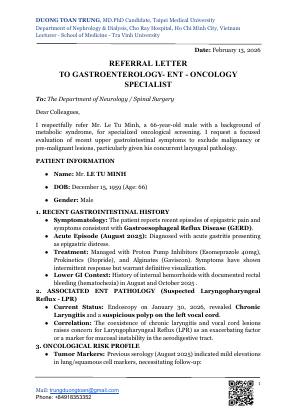 DUONG TOAN TRUNG, MD.PhD Candidate, Taipei Medical University
Department of Nephrology & Dialysis, Cho Ray Hospital, Ho Chi Minh City, Vietnam
Lecturer - School of Medicine - Tra Vinh University
Date: February 13, 2026
REFERRAL LETTER
TO GASTROENTEROLOGY- ENT - ONCOLOGY
SPECIALIST
To: The Department of Neurology / Spinal Surgery
Dear Colleagues,
I respectfully refer Mr. Le Tu Minh, a 66-year-old male with a background of
metabolic syndrome, for specialized oncological screening. I request a focused
evaluation of recent upper gastrointestinal symptoms to exclude malignancy or
pre-malignant lesions, particularly given his concurrent laryngeal pathology.
PATIENT INFORMATION
● Name: Mr. LE TU MINH
● DOB: December 15, 1959 (Age: 66)
● Gender: Male
1. RECENT GASTROINTESTINAL HISTORY
● Symptomatology: The patient reports recent episodes of epigastric pain and
symptoms consistent with Gastroesophageal Reflux Disease (GERD).
● Acute Episode (August 2025): Diagnosed with acute gastritis presenting
as epigastric distress.
● Treatment: Managed with Proton Pump Inhibitors (Esomeprazole 40mg),
Prokinetics (Itopride), and Alginates (Gaviscon). Symptoms have shown
intermittent response but warrant definitive visualization.
● Lower GI Context: History of internal hemorrhoids with documented rectal
bleeding (hematochezia) in August and October 2025 .
2. ASSOCIATED ENT PATHOLOGY (Suspected Laryngopharyngeal
Reflux - LPR)
● Current Status: Endoscopy on January 30, 2026, revealed Chronic
Laryngitis and a suspicious polyp on the left vocal cord.
● Correlation: The coexistence of chronic laryngitis and vocal cord lesions
raises concern for Laryngopharyngeal Reflux (LPR) as an exacerbating factor
or a marker for mucosal instability in the aerodigestive tract.
3. ONCOLOGICAL RISK PROFILE
● Tumor Markers: Previous serology (August 2025) indicated mild elevations
in lung/squamous cell markers, necessitating follow-up:
1
Mail: trungduongtoan@gmail.com
Phone: +84918353352